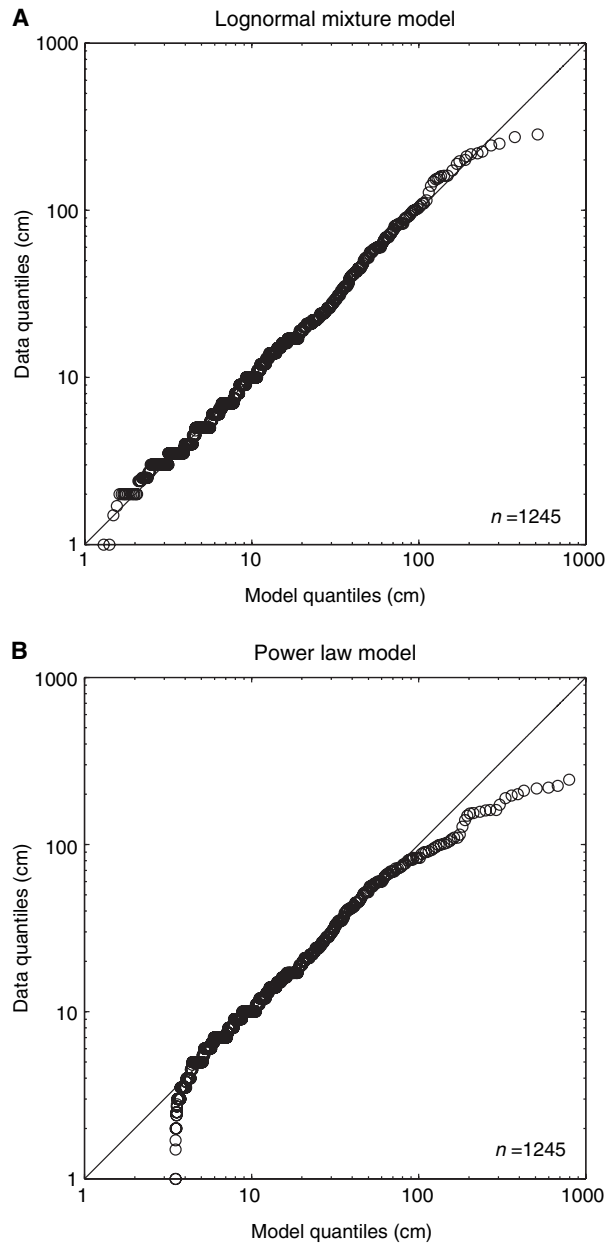 A
Lognormal mixture model
1000
100
10
1
Data quantiles (cm)
n =1245
1 10 100 1000
Model quantiles (cm)
B
Power law model
1000
100
10
1
Data quantiles (cm)
n =1245
1 10 100 1000
Model quantiles (cm)